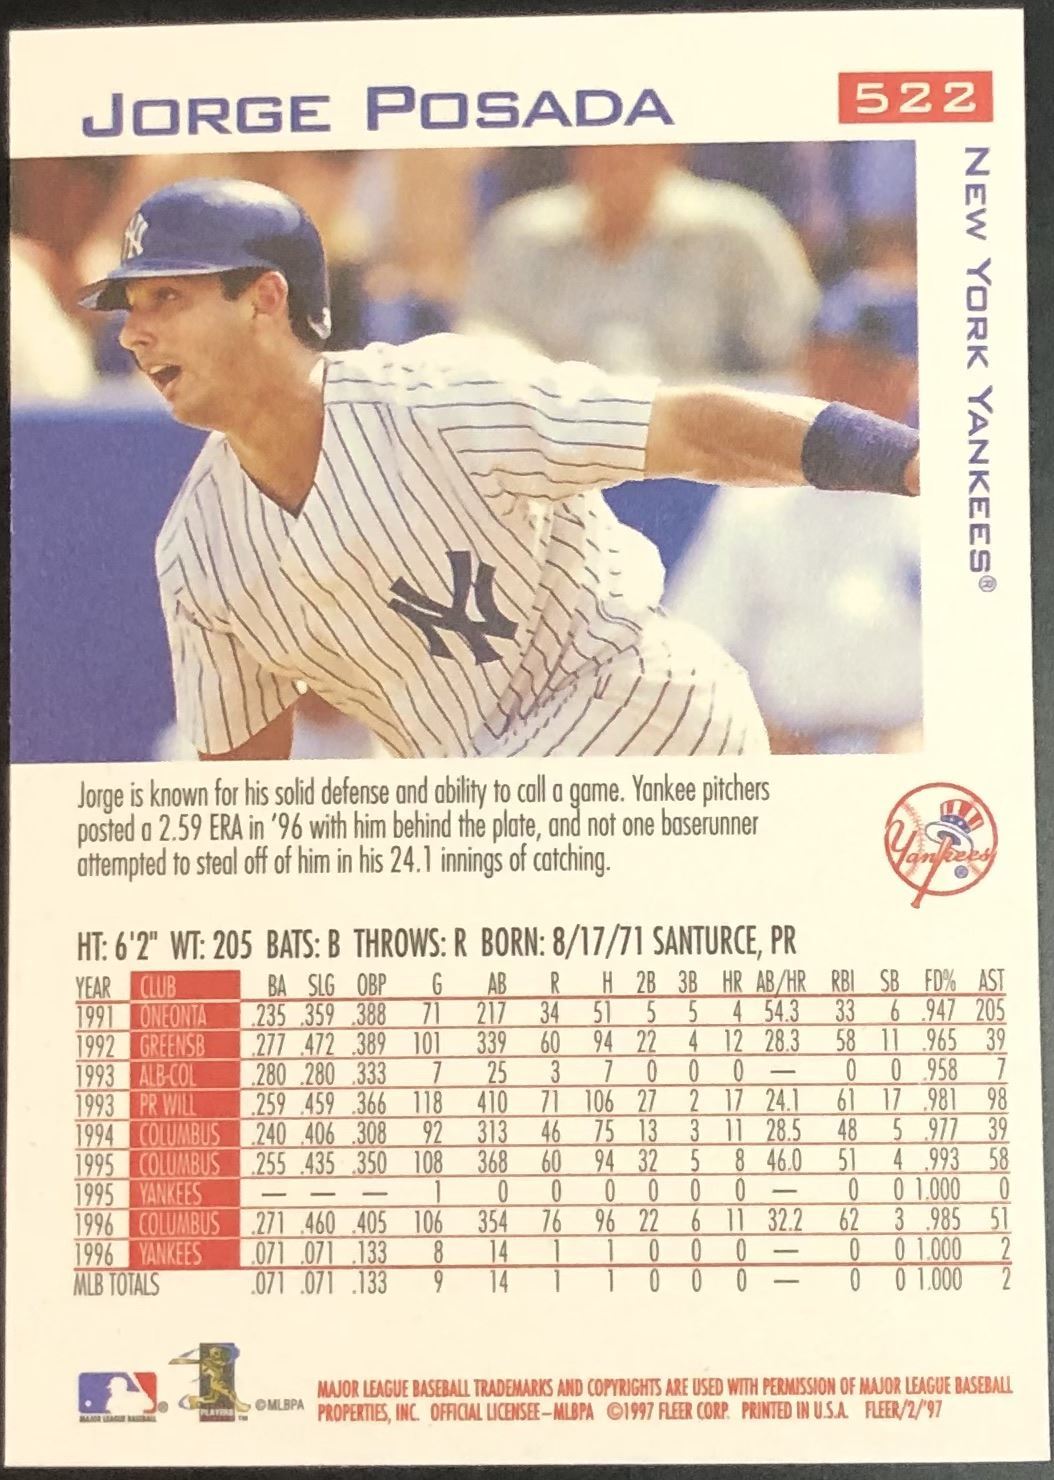 JORGE POSADA
522
NEW YORK YANKEES®
Jorge is known for his solid defense and ability to call a game. Yankee pitchers
posted a 2.59 ERA in '96 with him behind the plate, and not one baserunner
attempted to steal off of him in his 24.1 innings of catching.
Yankees®
HT: 6'2" WT: 205 BATS: B THROWS: R BORN: 8/17/71 SANTURCE, PR
YEAR CLUB BA SLG OBP G AB R H 2B 3B HR AB/HR RBI SB FD% AST
1991 ONEONTA .235 .359 .388 71 217 34 51 5 5 4 54.3 33 6 .947 205
1992 GREENSB .277 .472 .389 101 339 60 94 22 4 12 28.3 58 11 .965 39
1993 ALB-COL .280 .280 .333 7 25 3 7 0 0 0 — 0 0 .958 7
1993 PR WILL .259 .459 .366 118 410 71 106 27 2 17 24.1 61 17 .981 98
1994 COLUMBUS .240 .406 .308 92 313 46 75 13 3 11 28.5 48 5 .977 39
1995 COLUMBUS .255 .435 .350 108 368 60 94 32 5 8 46.0 51 4 .993 58
1995 YANKEES — — — 1 0 0 0 0 0 0 — 0 0 1.000 0
1996 COLUMBUS .271 .460 .405 106 354 76 96 22 6 11 32.2 62 3 .985 51
1996 YANKEES .071 .071 .133 8 14 1 1 0 0 0 — 0 0 1.000 2
MLB TOTALS .071 .071 .133 9 14 1 1 0 0 0 — 0 0 1.000 2
MAJOR LEAGUE BASEBALL ®
PLAYERS ™ ©MLBPA
MAJOR LEAGUE BASEBALL TRADEMARKS AND COPYRIGHTS ARE USED WITH PERMISSION OF MAJOR LEAGUE BASEBALL
PROPERTIES, INC. OFFICIAL LICENSEE–MLBPA ©1997 FLEER CORP. PRINTED IN U.S.A. FLEER/2/'97